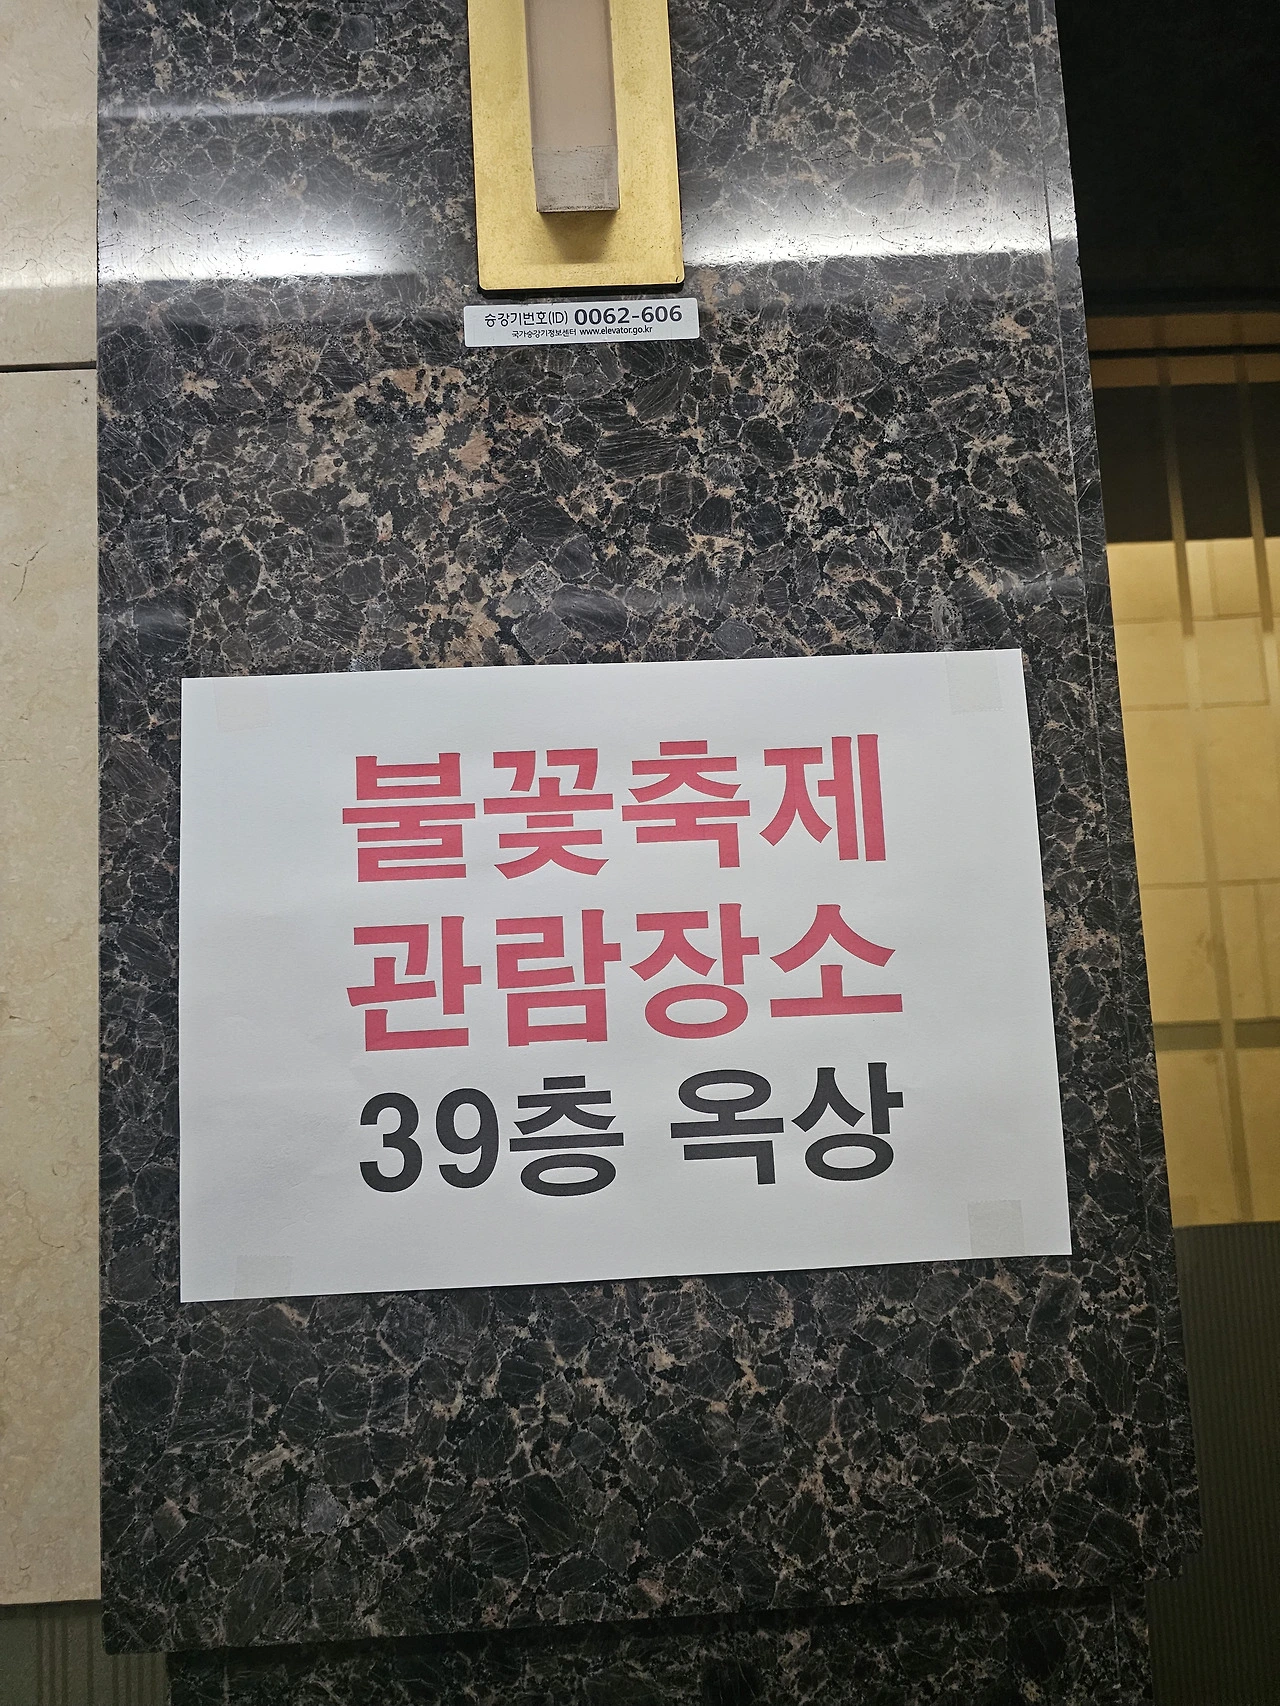 승강기번호(ID) 0062-606
국가승강기정보센터 www.elevator.go.kr
불꽃축제
관람장소
39층 옥상